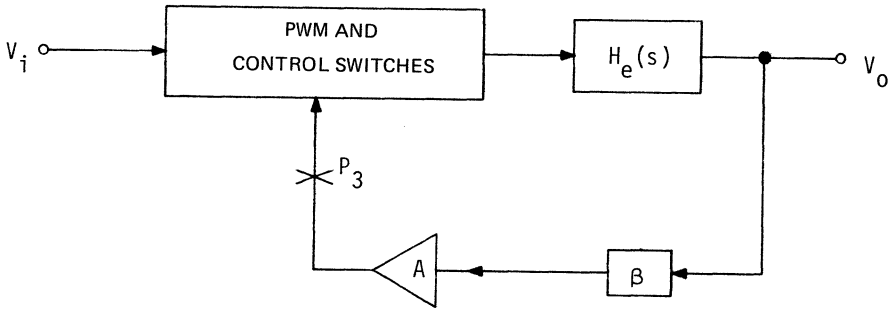 PWM AND
CONTROL SWITCHES
V_i
H_e(s)
V_o
P_3
A
β